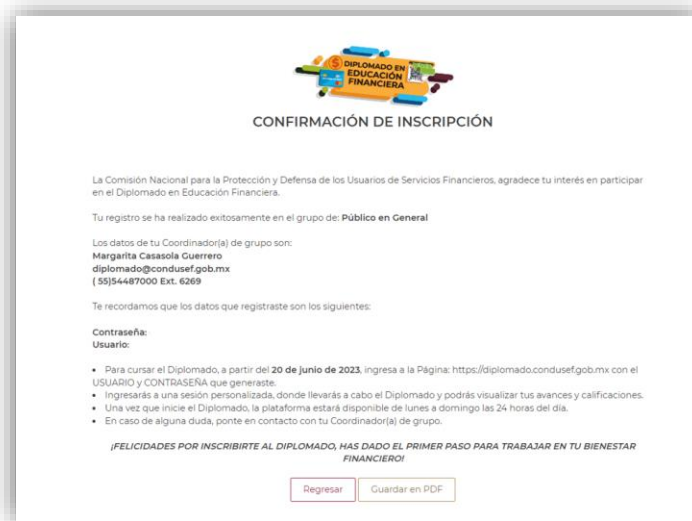 DIPLOMADO EN
EDUCACIÓN
FINANCIERA
CONFIRMACIÓN DE INSCRIPCIÓN
La Comisión Nacional para la Protección y Defensa de los Usuarios de Servicios Financieros, agradece tu interés en participar
en el Diplomado en Educación Financiera.
Tu registro se ha realizado exitosamente en el grupo de: Público en General
Los datos de tu Coordinador(a) de grupo son:
Margarita Casasola Guerrero
diplomado@condusef.gob.mx
( 55)54487000 Ext. 6269
Te recordamos que los datos que registraste son los siguientes:
Contraseña:
Usuario:
• Para cursar el Diplomado, a partir del 20 de junio de 2023, ingresa a la Página: https://diplomado.condusef.gob.mx con el
USUARIO y CONTRASEÑA que generaste.
• Ingresarás a una sesión personalizada, donde llevarás a cabo el Diplomado y podrás visualizar tus avances y calificaciones.
• Una vez que inicie el Diplomado, la plataforma estará disponible de lunes a domingo las 24 horas del día.
• En caso de alguna duda, ponte en contacto con tu Coordinador(a) de grupo.
¡FELICIDADES POR INSCRIBIRTE AL DIPLOMADO, HAS DADO EL PRIMER PASO PARA TRABAJAR EN TU BIENESTAR
FINANCIERO!
Regresar
Guardar en PDF